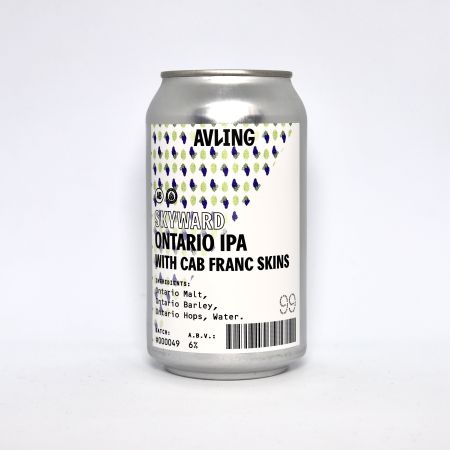 AVLING
SKYWARD
ONTARIO IPA
WITH CAB FRANC SKINS
INGREDIENTS:
Ontario Malt,
Ontario Barley,
Ontario Hops, Water.
99
BATCH:
#000049
A.B.V.:
6%